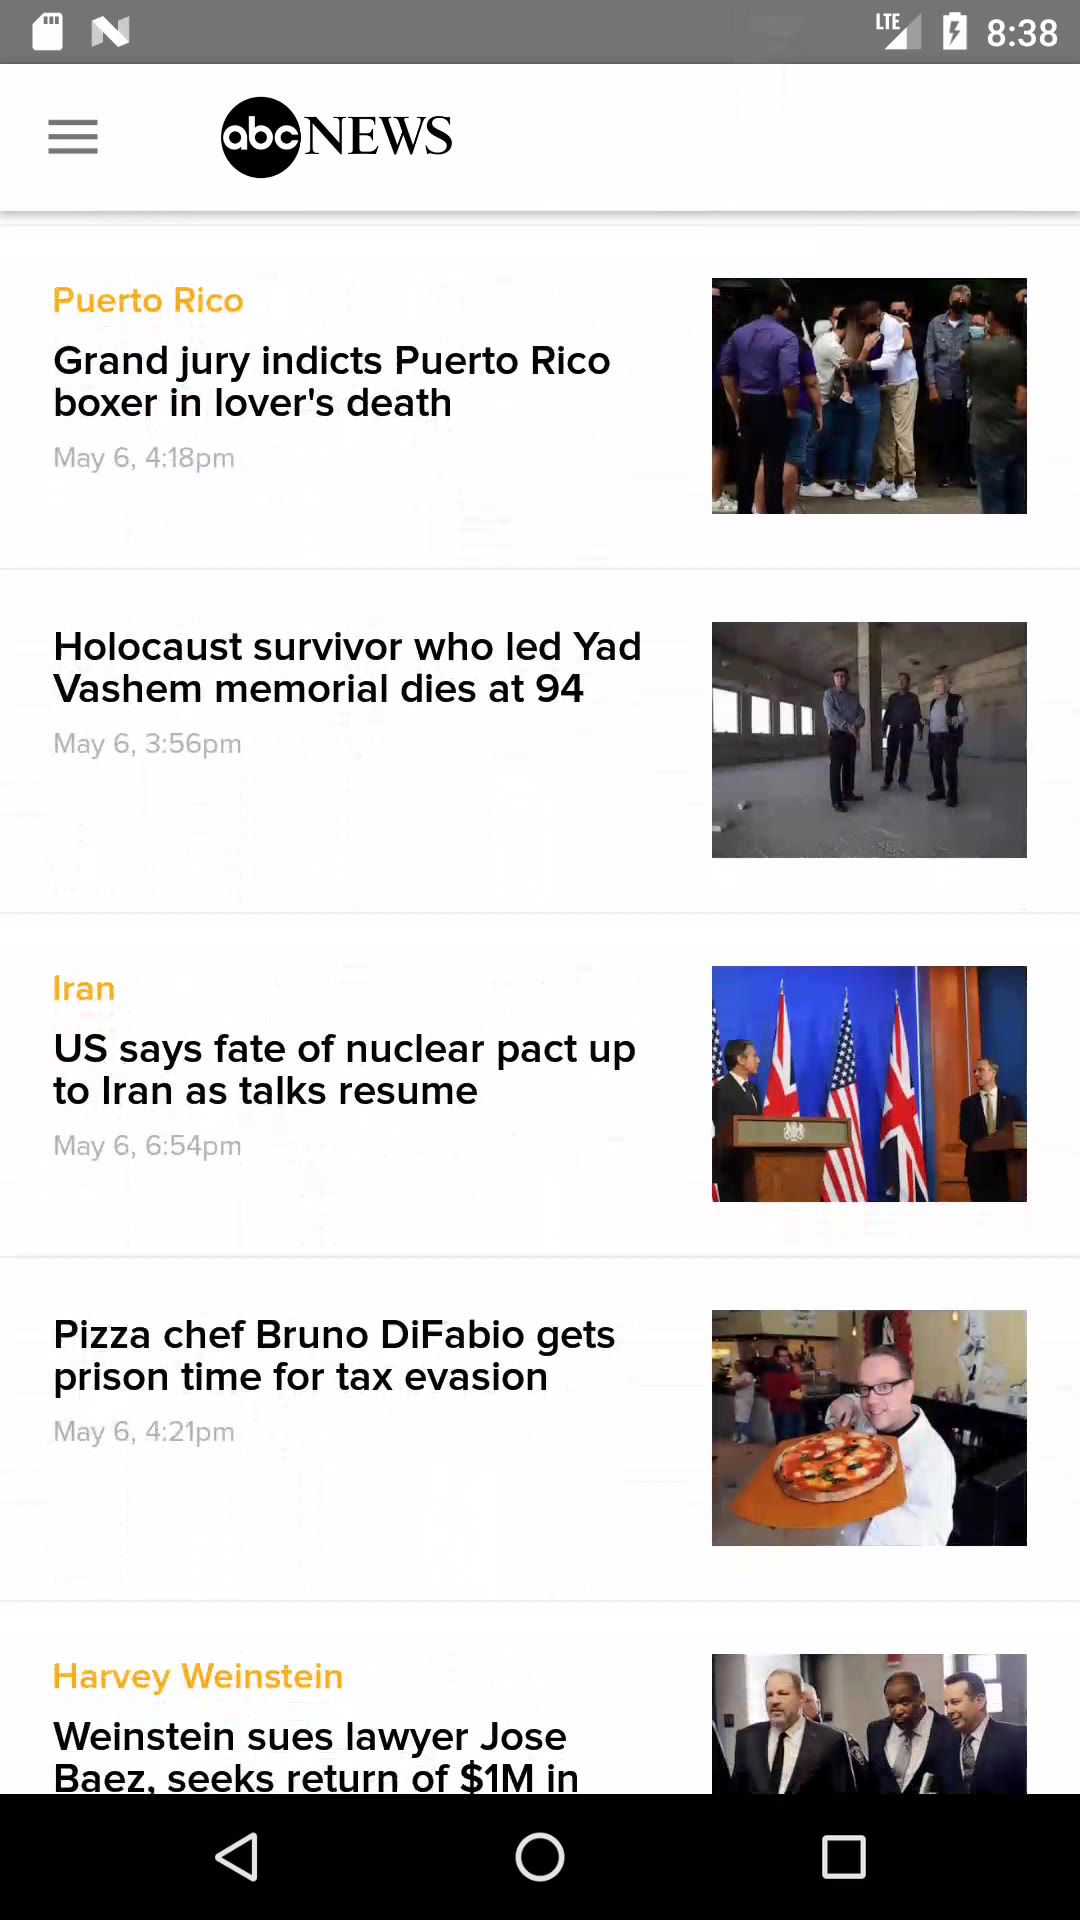 LTE 8:38
abc NEWS
Puerto Rico
Grand jury indicts Puerto Rico
boxer in lover's death
May 6, 4:18pm
Holocaust survivor who led Yad
Vashem memorial dies at 94
May 6, 3:56pm
Iran
US says fate of nuclear pact up
to Iran as talks resume
May 6, 6:54pm
Pizza chef Bruno DiFabio gets
prison time for tax evasion
May 6, 4:21pm
Harvey Weinstein
Weinstein sues lawyer Jose
Baez, seeks return of $1M in